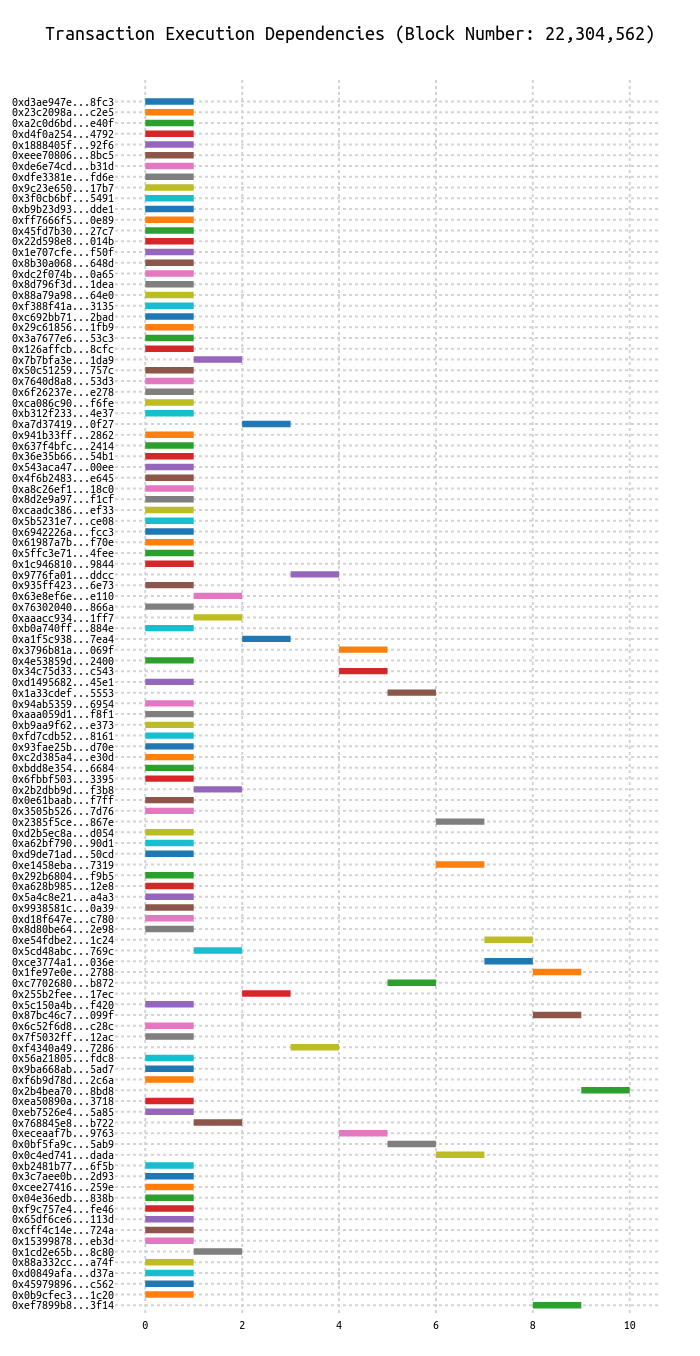 Transaction Execution Dependencies (Block Number: 22,304,562)
0xd3ae947e...8fc3
0x23c2098a...c2e5
0xa2c0d6bd...e40f
0xd4f0a254...4792
0x1888405f...92f6
0xeee70806...8bc5
0xde6e74cd...b31d
0xdfe3381e...fd6e
0x9c23e650...17b7
0x3f0cb6bf...5491
0xb9b23d93...dde1
0xff7666f5...0e89
0x45fd7b30...27c7
0x22d598e8...014b
0x1e707cfe...f50f
0x8b30a068...648d
0xdc2f074b...0a65
0x8d796f3d...1dea
0x88a79a98...64e0
0xf388f41a...3135
0xc692bb71...2bad
0x29c61856...1fb9
0x3a7677e6...53c3
0x126affcb...8cfc
0x7b7bfa3e...1da9
0x50c51259...757c
0x7640d8a8...53d3
0x6f26237e...e278
0xca086c90...f6fe
0xb312f233...4e37
0xa7d37419...0f27
0x941b33ff...2862
0x637f4bfc...2414
0x36e35b66...54b1
0x543aca47...00ee
0x4f6b2483...e645
0xa8c26ef1...18c0
0x8d2e9a97...f1cf
0xcaadc386...ef33
0x5b5231e7...ce08
0x6942226a...fcc3
0x61987a7b...f70e
0x5ffc3e71...4fee
0x1c946810...9844
0x9776fa01...ddcc
0x935ff423...6e73
0x63e8ef6e...e110
0x76302040...866a
0xaaacc934...1ff7
0xb0a740ff...884e
0xa1f5c938...7ea4
0x3796b81a...069f
0x4e53859d...2400
0x34c75d33...c543
0xd1495682...45e1
0x1a33cdef...5553
0x94ab5359...6954
0xaaa059d1...f8f1
0xb9aa9f62...e373
0xfd7cdb52...8161
0x93fae25b...d70e
0xc2d385a4...e30d
0xbdd8e354...6684
0x6fbbf503...3395
0x2b2dbb9d...f3b8
0x0e61baab...f7ff
0x3505b526...7d76
0x2385f5ce...867e
0xd2b5ec8a...d054
0xa62bf790...90d1
0xd9de71ad...50cd
0xe1458eba...7319
0x292b6804...f9b5
0xa628b985...12e8
0x5a4c8e21...a4a3
0x9938581c...0a39
0xd18f647e...c780
0x8d80be64...2e98
0xe54fdbe2...1c24
0x5cd48abc...769c
0xce3774a1...036e
0x1fe97e0e...2788
0xc7702680...b872
0x255b2fee...17ec
0x5c150a4b...f420
0x87bc46c7...099f
0x6c52f6d8...c28c
0x7f5032ff...12ac
0xf4340a49...7286
0x56a21805...fdc8
0x9ba668ab...5ad7
0xf6b9d78d...2c6a
0x2b4bea70...8bd8
0xea50890a...3718
0xeb7526e4...5a85
0x768845e8...b722
0xeceaaf7b...9763
0x0bf5fa9c...5ab9
0x0c4ed741...dada
0xb2481b77...6f5b
0x3c7aee0b...2d93
0xcee27416...259e
0x04e36edb...838b
0xf9c757e4...fe46
0x65df6ce6...113d
0xcff4c14e...724a
0x15399878...eb3d
0x1cd2e65b...8c80
0x88a332cc...a74f
0xd0849afa...d37a
0x45979896...c562
0x0b9cfec3...1c20
0xef7899b8...3f14
0 2 4 6 8 10